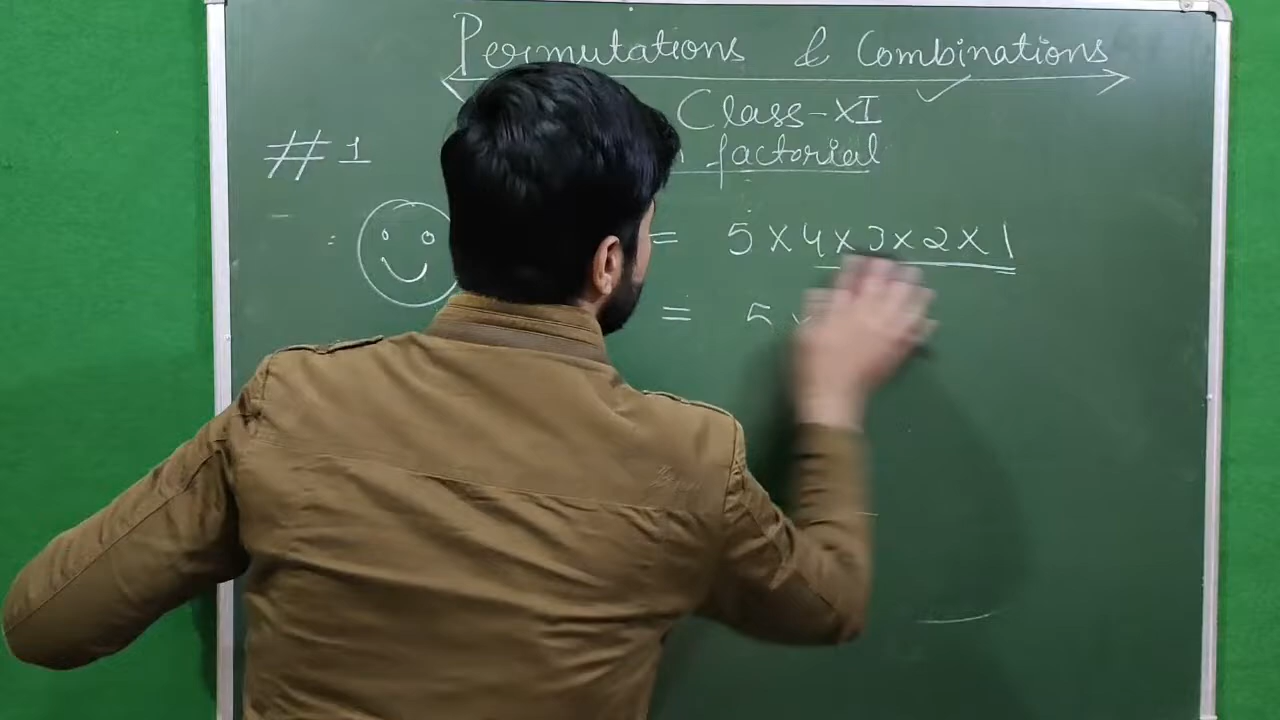 Permutations & Combinations
Class-XI
#1
factorial
= 5×4×3×2×1
= 5